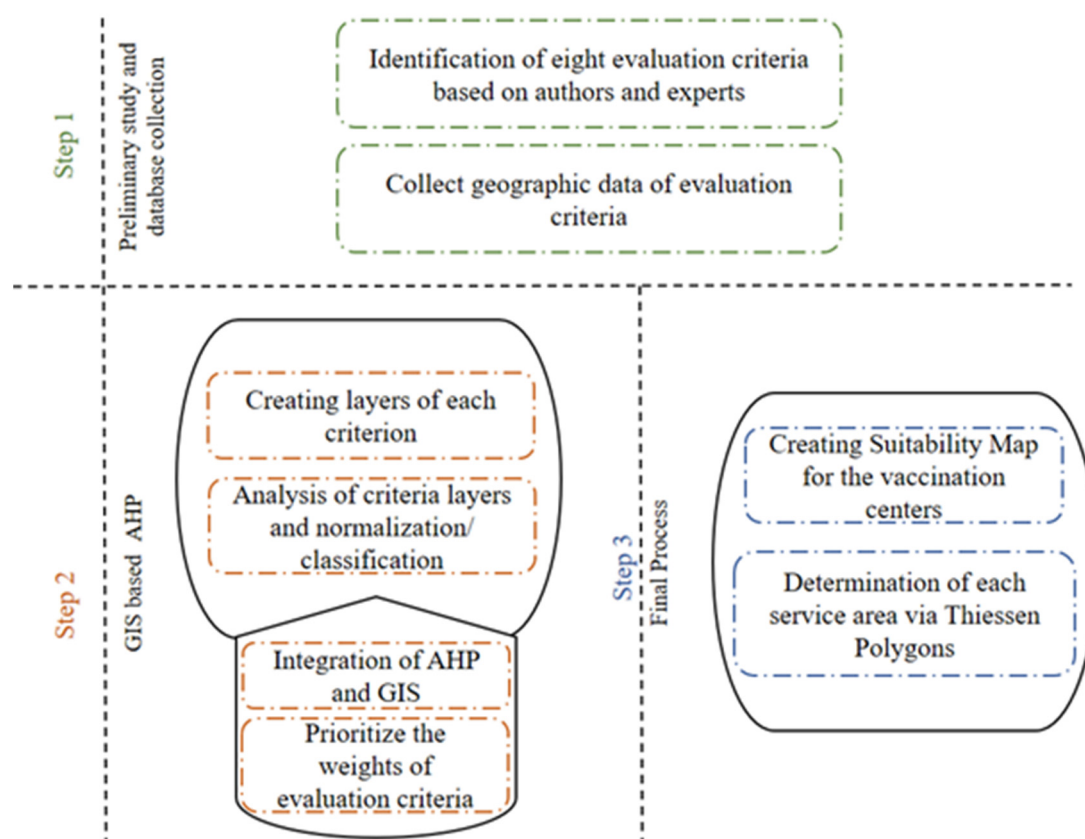 Step 1
Preliminary study and
database collection
Identification of eight evaluation criteria
based on authors and experts
Collect geographic data of evaluation
criteria
Step 2
GIS based AHP
Creating layers of each
criterion
Analysis of criteria layers
and normalization/
classification
Integration of AHP
and GIS
Prioritize the
weights of
evaluation criteria
Step 3
Final Process
Creating Suitability Map
for the vaccination
centers
Determination of each
service area via Thiessen
Polygons